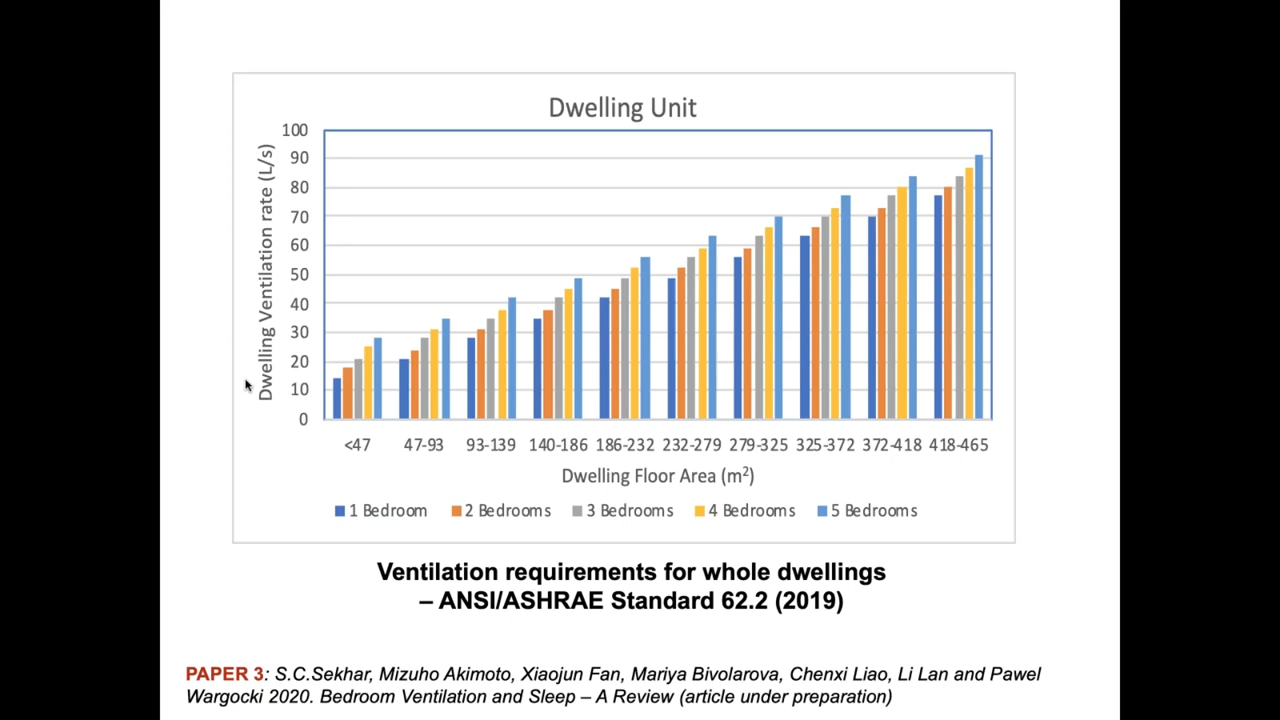 Dwelling Unit
Dwelling Ventilation rate (L/s)
100
90
80
70
60
50
40
30
20
10
0
<47 47-93 93-139 140-186 186-232 232-279 279-325 325-372 372-418 418-465
Dwelling Floor Area (m²)
1 Bedroom 2 Bedrooms 3 Bedrooms 4 Bedrooms 5 Bedrooms
Ventilation requirements for whole dwellings
– ANSI/ASHRAE Standard 62.2 (2019)
PAPER 3: S.C.Sekhar, Mizuho Akimoto, Xiaojun Fan, Mariya Bivolarova, Chenxi Liao, Li Lan and Pawel
Wargocki 2020. Bedroom Ventilation and Sleep – A Review (article under preparation)